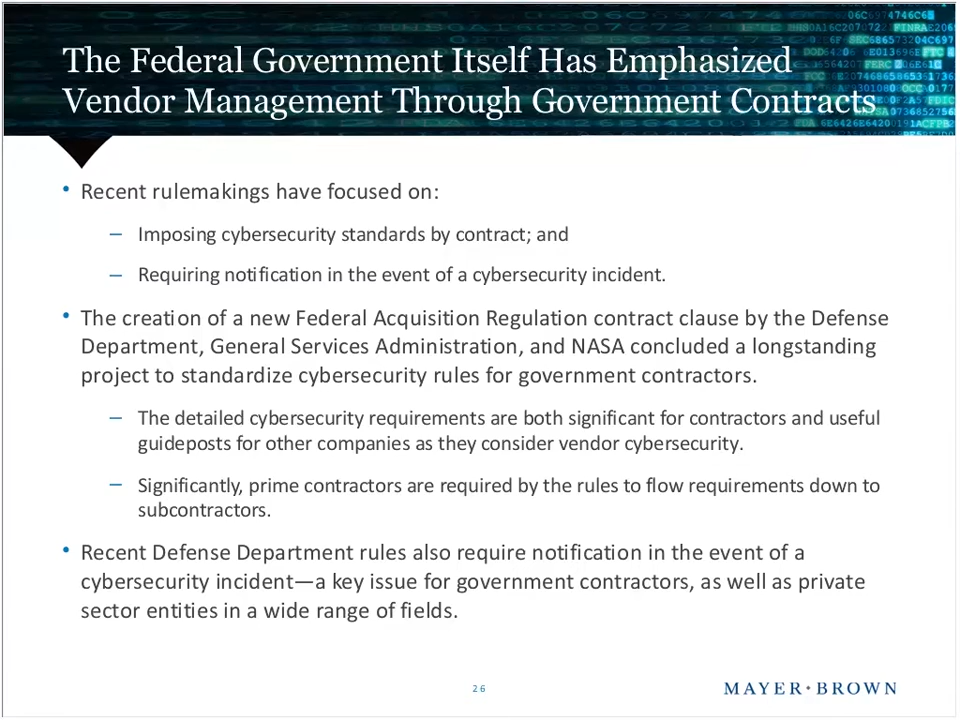 The Federal Government Itself Has Emphasized
Vendor Management Through Government Contracts
• Recent rulemakings have focused on:
– Imposing cybersecurity standards by contract; and
– Requiring notification in the event of a cybersecurity incident.
• The creation of a new Federal Acquisition Regulation contract clause by the Defense
Department, General Services Administration, and NASA concluded a longstanding
project to standardize cybersecurity rules for government contractors.
– The detailed cybersecurity requirements are both significant for contractors and useful
guideposts for other companies as they consider vendor cybersecurity.
– Significantly, prime contractors are required by the rules to flow requirements down to
subcontractors.
• Recent Defense Department rules also require notification in the event of a
cybersecurity incident—a key issue for government contractors, as well as private
sector entities in a wide range of fields.
26
MAYER • BROWN